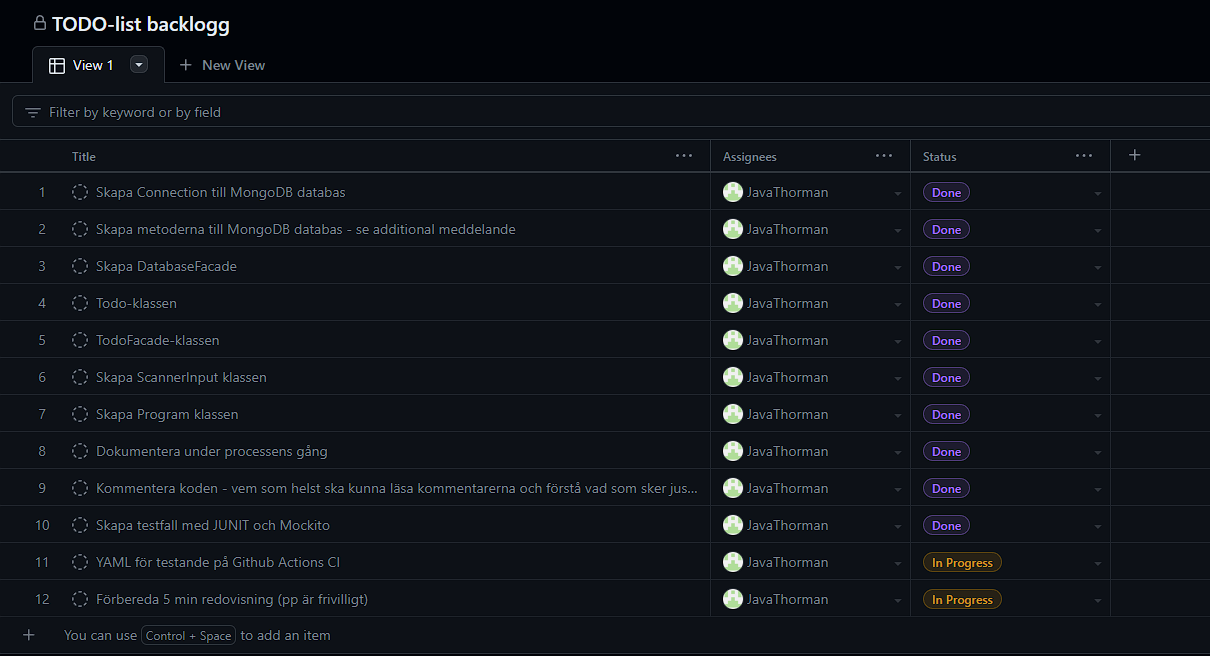 TODO-list backlogg
View 1
New View
Filter by keyword or by field
Title Assignees Status
1 Skapa Connection till MongoDB databas JavaThorman Done
2 Skapa metoderna till MongoDB databas - se additional meddelande JavaThorman Done
3 Skapa DatabaseFacade JavaThorman Done
4 Todo-klassen JavaThorman Done
5 TodoFacade-klassen JavaThorman Done
6 Skapa ScannerInput klassen JavaThorman Done
7 Skapa Program klassen JavaThorman Done
8 Dokumentera under processens gång JavaThorman Done
9 Kommentera koden - vem som helst ska kunna läsa kommentarerna och förstå vad som sker jus... JavaThorman Done
10 Skapa testfall med JUNIT och Mockito JavaThorman Done
11 YAML för testande på Github Actions CI JavaThorman In Progress
12 Förbereda 5 min redovisning (pp är frivilligt) JavaThorman In Progress
You can use Control + Space to add an item